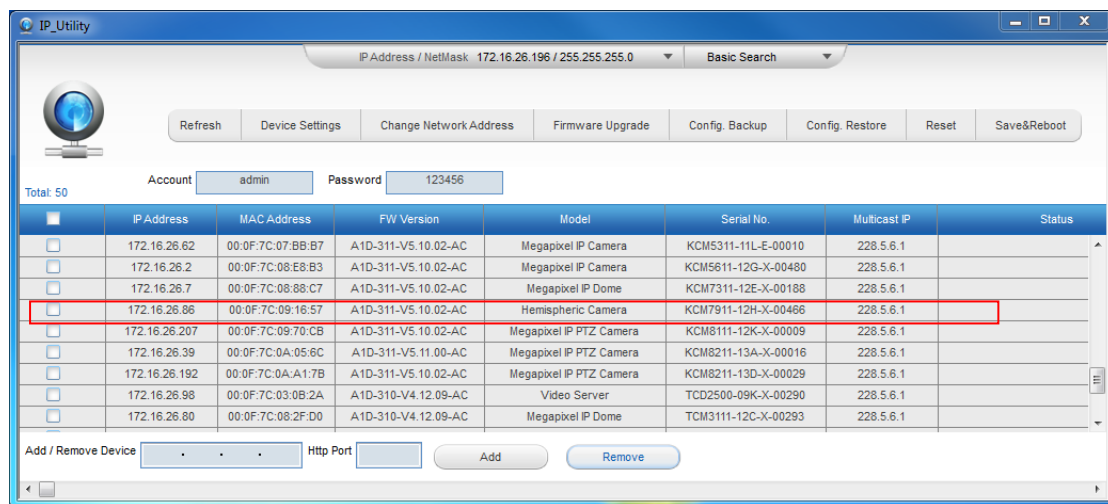 IP_Utility
IP Address / NetMask 172.16.26.196 / 255.255.255.0 Basic Search
Refresh Device Settings Change Network Address Firmware Upgrade Config. Backup Config. Restore Reset Save&Reboot
Account admin Password 123456
Total: 50
IP Address MAC Address FW Version Model Serial No. Multicast IP Status
172.16.26.62 00:0F:7C:07:BB:B7 A1D-311-V5.10.02-AC Megapixel IP Camera KCM5311-11L-E-00010 228.5.6.1
172.16.26.2 00:0F:7C:08:E8:B3 A1D-311-V5.10.02-AC Megapixel IP Camera KCM5611-12G-X-00480 228.5.6.1
172.16.26.7 00:0F:7C:08:88:C7 A1D-311-V5.10.02-AC Megapixel IP Dome KCM7311-12E-X-00188 228.5.6.1
172.16.26.86 00:0F:7C:09:16:57 A1D-311-V5.10.02-AC Hemispheric Camera KCM7911-12H-X-00466 228.5.6.1
172.16.26.207 00:0F:7C:09:70:CB A1D-311-V5.10.02-AC Megapixel IP PTZ Camera KCM8111-12K-X-00009 228.5.6.1
172.16.26.39 00:0F:7C:0A:05:6C A1D-311-V5.11.00-AC Megapixel IP PTZ Camera KCM8211-13A-X-00016 228.5.6.1
172.16.26.192 00:0F:7C:0A:A1:7B A1D-311-V5.10.02-AC Megapixel IP PTZ Camera KCM8211-13D-X-00029 228.5.6.1
172.16.26.98 00:0F:7C:03:0B:2A A1D-310-V4.12.09-AC Video Server TCD2500-09K-X-00290 228.5.6.1
172.16.26.80 00:0F:7C:08:2F:D0 A1D-310-V4.12.09-AC Megapixel IP Dome TCM3111-12C-X-00293 228.5.6.1
Add / Remove Device . . . Http Port Add Remove